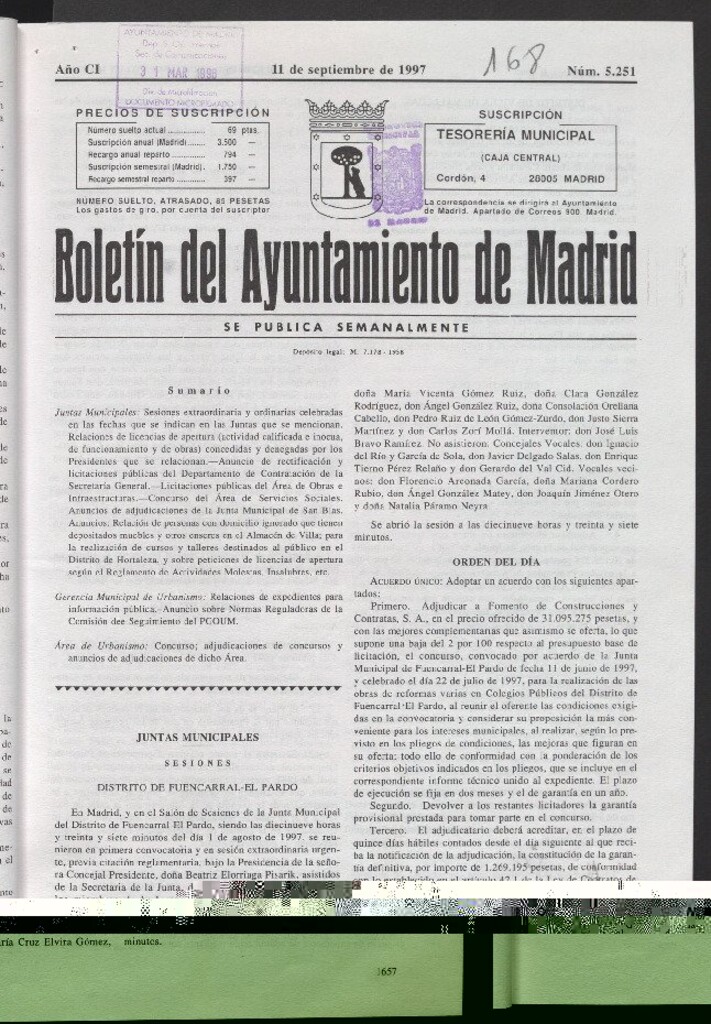 AYUNTAMIENTO DE MADRID
31 MAR 1998
DOCUMENTO MICROFILMADO
Año CI
11 de septiembre de 1997
168
Núm. 5.251
PRECIOS DE SUSCRIPCIÓN
Número suelto actual ............. 69 ptas.
Suscripción anual (Madrid) ...... 3.500 —
Recargo anual reparto ........... 794 —
Suscripción semestral (Madrid). 1.750 —
Recargo semestral reparto ........... 397 —
NÚMERO SUELTO, ATRASADO, 85 PESETAS
Los gastos de giro, por cuenta del suscriptor
SUSCRIPCIÓN
TESORERÍA MUNICIPAL
(CAJA CENTRAL)
Cordón, 4 28005 MADRID
La correspondencia se dirigirá al Ayuntamiento
de Madrid. Apartado de Correos 900. Madrid.
Boletín del Ayuntamiento de Madrid
SE PUBLICA SEMANALMENTE
Depósito legal: M. 7.178 - 1958
Sumario
Juntas Municipales: Sesiones extraordinaria y ordinarias celebradas
en las fechas que se indican en las Juntas que se mencionan.
Relaciones de licencias de apertura (actividad calificada e inocua,
de funcionamiento y de obras) concedidas y denegadas por los
Presidentes que se relacionan.—Anuncio de rectificación y
licitaciones públicas del Departamento de Contratación de la
Secretaría General.—Licitaciones públicas del Área de Obras e
Infraestructuras.—Concurso del Área de Servicios Sociales.
Anuncios de adjudicaciones de la Junta Municipal de San Blas.
Anuncios: Relación de personas con domicilio ignorado que tienen
depositados muebles y otros enseres en el Almacén de Villa; para
la realización de cursos y talleres destinados al público en el
Distrito de Hortaleza, y sobre peticiones de licencias de apertura
según el Reglamento de Actividades Molestas, Insalubres, etc.
Gerencia Municipal de Urbanismo: Relaciones de expedientes para
información pública.—Anuncio sobre Normas Reguladoras de la
Comisión de Seguimiento del PGOUM.
Área de Urbanismo: Concurso; adjudicaciones de concursos y
anuncios de adjudicaciones de dicho Área.
JUNTAS MUNICIPALES
SESIONES
DISTRITO DE FUENCARRAL-EL PARDO
En Madrid, y en el Salón de Sesiones de la Junta Municipal
del Distrito de Fuencarral-El Pardo, siendo las diecinueve horas
y treinta y siete minutos del día 1 de agosto de 1997, se reu-
nieron en primera convocatoria y en sesión extraordinaria urgen-
te, previa citación reglamentaria, bajo la Presidencia de la seño-
ra Concejal Presidente, doña Beatriz Elorriaga Pisarik, asistidos
de la Secretaria de la Junta, d
doña María Vicenta Gómez Ruiz, doña Clara González
Rodríguez, don Ángel González Ruiz, doña Consolación Orellana
Cabello, don Pedro Ruiz de León Gómez-Zurdo, don Justo Sierra
Martínez y don Carlos Zorí Mollá. Interventor: don José Luis
Bravo Ramírez. No asistieron: Concejales Vocales: don Ignacio
del Río y García de Sola, don Javier Delgado Salas, don Enrique
Tierno Pérez Relaño y don Gerardo del Val Cid. Vocales veci-
nos: don Florencio Arconada García, doña Mariana Cordero
Rubio, don Ángel González Matey, don Joaquín Jiménez Otero
y doña Natalia Páramo Neyra.
Se abrió la sesión a las diecinueve horas y treinta y siete
minutos.
ORDEN DEL DÍA
ACUERDO ÚNICO: Adoptar un acuerdo con los siguientes apar-
tados:
Primero. Adjudicar a Fomento de Construcciones y
Contratas, S. A., en el precio ofrecido de 31.095.275 pesetas, y
con las mejoras complementarias que asimismo se oferta, lo que
supone una baja del 2 por 100 respecto al presupuesto base de
licitación, el concurso, convocado por acuerdo de la Junta
Municipal de Fuencarral-El Pardo de fecha 11 de junio de 1997,
y celebrado el día 22 de julio de 1997, para la realización de las
obras de reformas varias en Colegios Públicos del Distrito de
Fuencarral-El Pardo, al reunir el oferente las condiciones exigi-
das en la convocatoria y considerar su proposición la más con-
veniente para los intereses municipales, al realizar, según lo pre-
visto en los pliegos de condiciones, las mejoras que figuran en
su oferta; todo ello de conformidad con la ponderación de los
criterios objetivos indicados en los pliegos, que se incluye en el
correspondiente informe técnico unido al expediente. El plazo
de ejecución se fija en dos meses y el de garantía en un año.
Segundo. Devolver a los restantes licitadores la garantía
provisional prestada para tomar parte en el concurso.
Tercero. El adjudicatario deberá acreditar, en el plazo de
quince días hábiles contados desde el día siguiente al que reci-
ba la notificación de la adjudicación, la constitución de la garan-
tía definitiva, por importe de 1.269.195 pesetas, de conformidad
con lo establecido en el artículo 42.1 de la Ley de Contratos de
ría Cruz Elvira Gómez, minutos.
1657